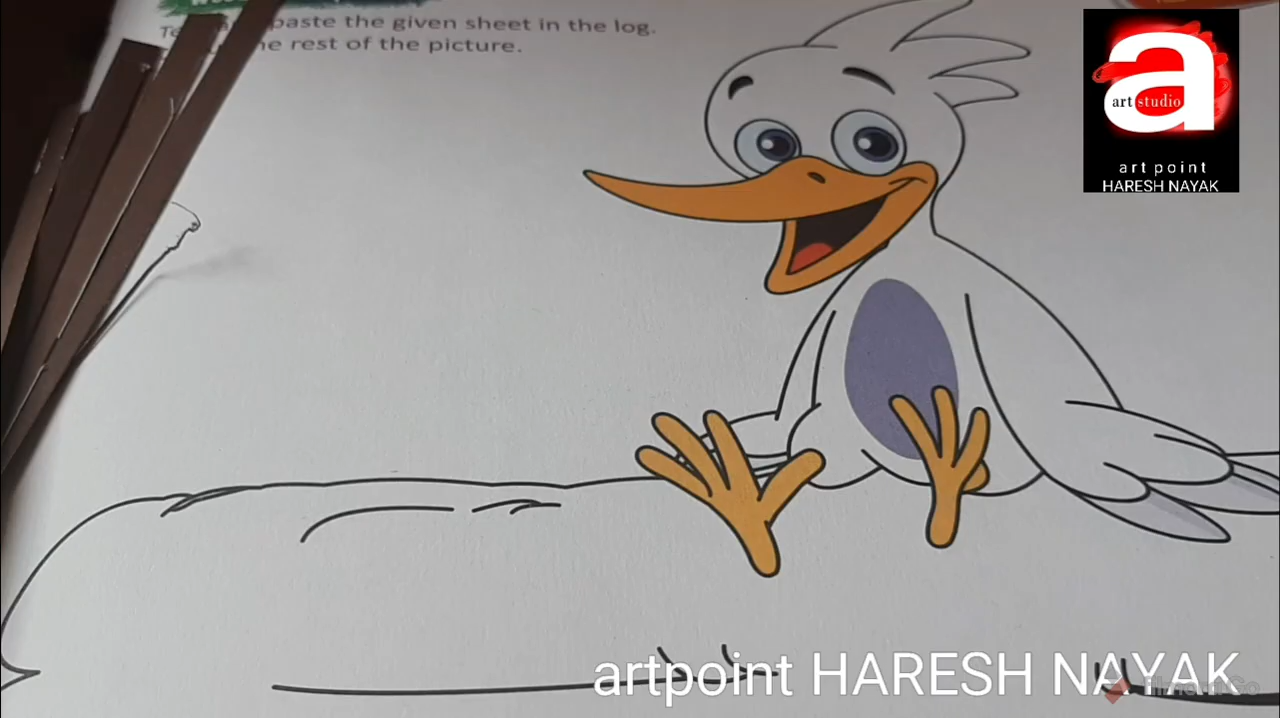 paste the given sheet in the log.
the rest of the picture.
a
art studio
art point
HARESH NAYAK
artpoint HARESH NAYAK